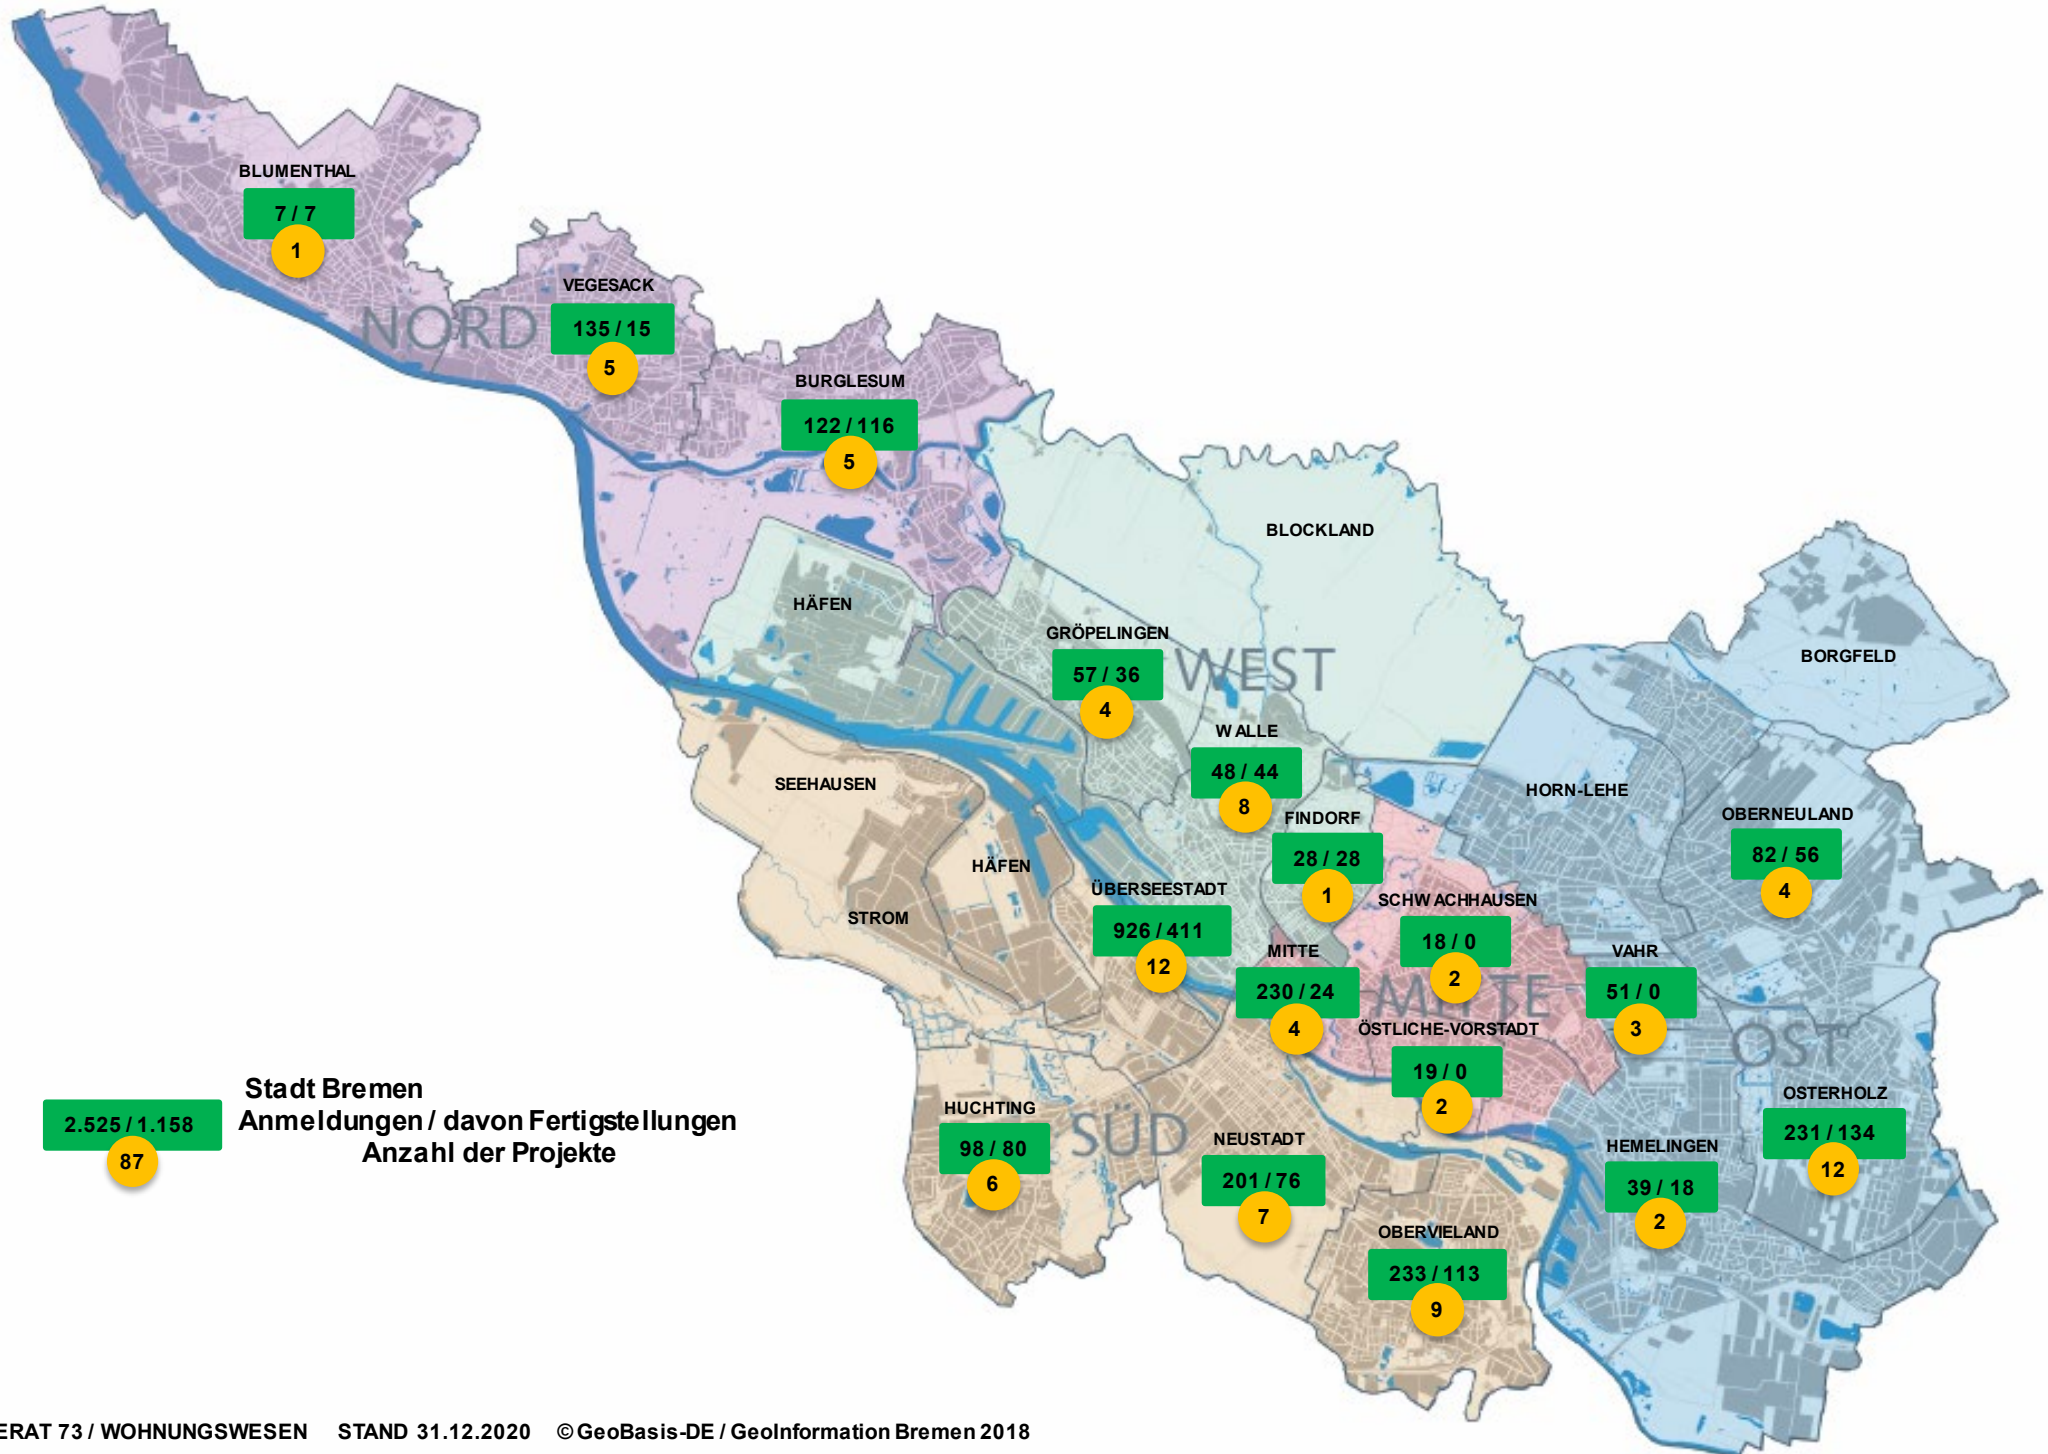 BLUMENTHAL
7 / 7
1
VEGESACK
NORD
135 / 15
5
BURGLESUM
122 / 116
5
BLOCKLAND
HÄFEN
GRÖPELINGEN
57 / 36
4
WEST
BORGFELD
WALLE
48 / 44
8
SEEHAUSEN
HORN-LEHE
FINDORF
28 / 28
1
OBERNEULAND
82 / 56
4
HÄFEN
STROM
ÜBERSEESTADT
926 / 411
12
SCHWACHHAUSEN
18 / 0
2
MITTE
230 / 24
4
MITTE
VAHR
51 / 0
3
ÖSTLICHE-VORSTADT
19 / 0
2
OST
OSTERHOLZ
231 / 134
12
Stadt Bremen
2.525 / 1.158
Anmeldungen / davon Fertigstellungen
87
Anzahl der Projekte
HUCHTING
98 / 80
6
SÜD
NEUSTADT
201 / 76
7
HEMELINGEN
39 / 18
2
OBERVIELAND
233 / 113
9
ERAT 73 / WOHNUNGSWESEN STAND 31.12.2020 © GeoBasis-DE / GeoInformation Bremen 2018